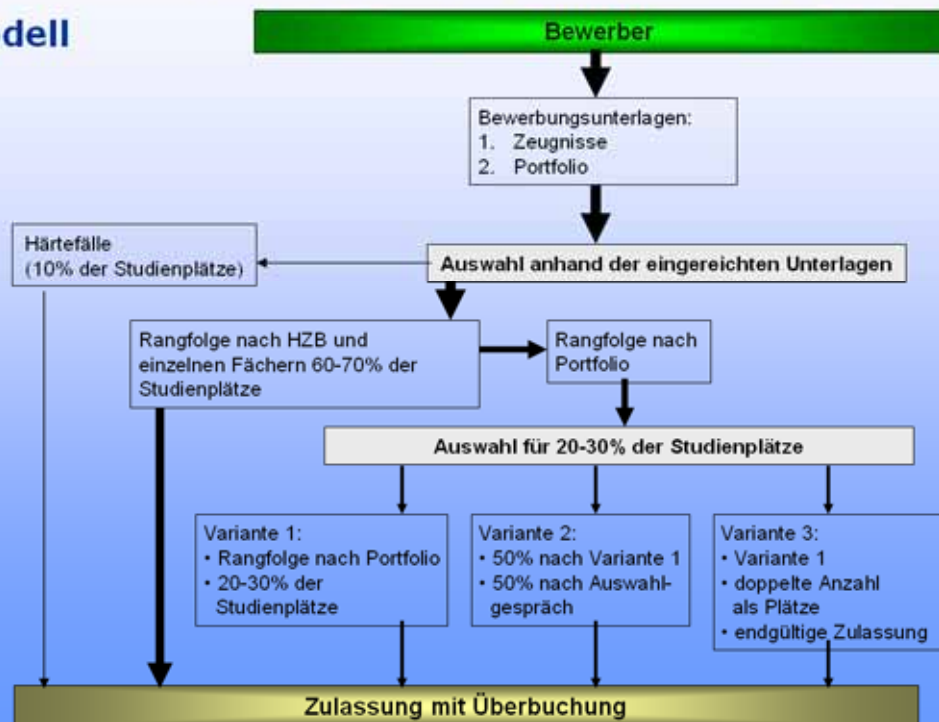 dell
Bewerber
Bewerbungsunterlagen:
1. Zeugnisse
2. Portfolio
Härtefälle
(10% der Studienplätze)
Auswahl anhand der eingereichten Unterlagen
Rangfolge nach HZB und
einzelnen Fächern 60-70% der
Studienplätze
Rangfolge nach
Portfolio
Auswahl für 20-30% der Studienplätze
Variante 1:
• Rangfolge nach Portfolio
• 20-30% der
Studienplätze
Variante 2:
• 50% nach Variante 1
• 50% nach Auswahl-
gespräch
Variante 3:
• Variante 1
• doppelte Anzahl
als Plätze
• endgültige Zulassung
Zulassung mit Überbuchung